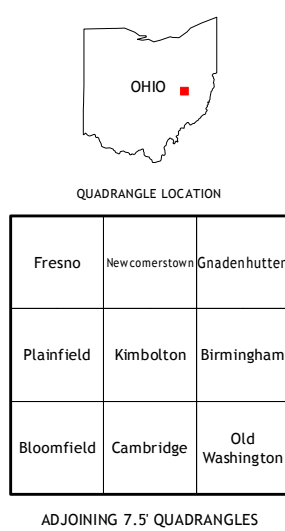 OHIO
QUADRANGLE LOCATION
Fresno
Newcomerstown
Gnadenhutten
Plainfield
Kimbolton
Birmingham
Bloomfield
Cambridge
Old
Washington
ADJOINING 7.5' QUADRANGLES